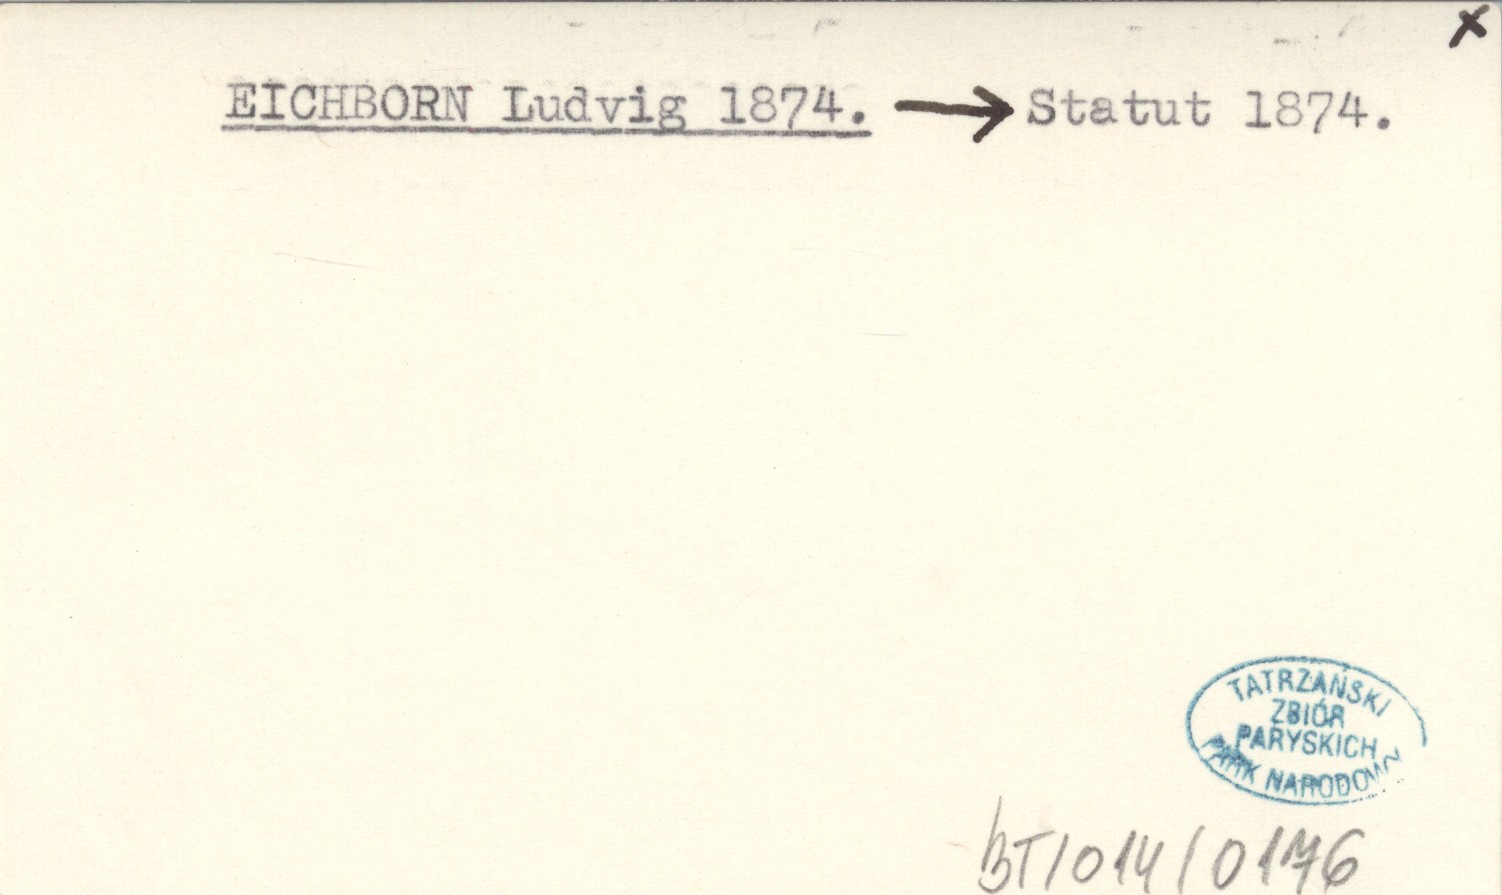 x
EICHBORN Ludvig 1874. → Statut 1874.
TATRZAŃSKI
ZBIÓR
PARYSKICH
PARK NARODOWY
BT/014/0176